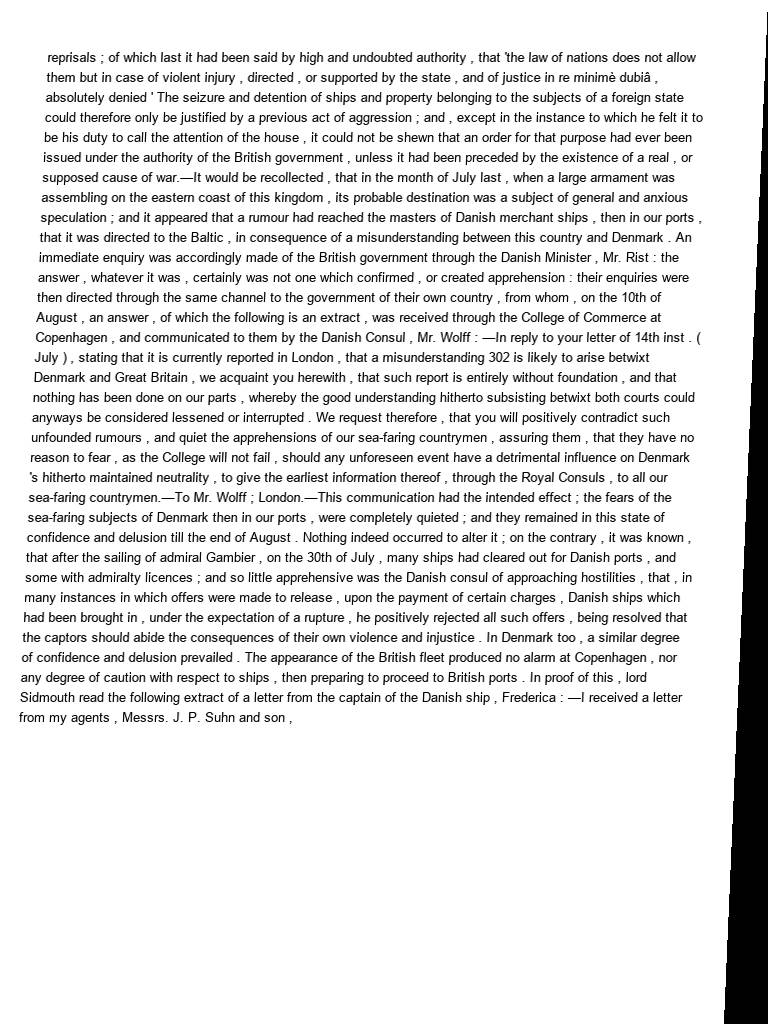 reprisals ; of which last it had been said by high and undoubted authority , that 'the law of nations does not allow
them but in case of violent injury , directed , or supported by the state , and of justice in re minimè dubiâ ,
absolutely denied ' The seizure and detention of ships and property belonging to the subjects of a foreign state
could therefore only be justified by a previous act of aggression ; and , except in the instance to which he felt it to
be his duty to call the attention of the house , it could not be shewn that an order for that purpose had ever been
issued under the authority of the British government , unless it had been preceded by the existence of a real , or
supposed cause of war.—It would be recollected , that in the month of July last , when a large armament was
assembling on the eastern coast of this kingdom , its probable destination was a subject of general and anxious
speculation ; and it appeared that a rumour had reached the masters of Danish merchant ships , then in our ports ,
that it was directed to the Baltic , in consequence of a misunderstanding between this country and Denmark . An
immediate enquiry was accordingly made of the British government through the Danish Minister , Mr. Rist : the
answer , whatever it was , certainly was not one which confirmed , or created apprehension : their enquiries were
then directed through the same channel to the government of their own country , from whom , on the 10th of
August , an answer , of which the following is an extract , was received through the College of Commerce at
Copenhagen , and communicated to them by the Danish Consul , Mr. Wolff : —In reply to your letter of 14th inst . (
July ) , stating that it is currently reported in London , that a misunderstanding 302 is likely to arise betwixt
Denmark and Great Britain , we acquaint you herewith , that such report is entirely without foundation , and that
nothing has been done on our parts , whereby the good understanding hitherto subsisting betwixt both courts could
anyways be considered lessened or interrupted . We request therefore , that you will positively contradict such
unfounded rumours , and quiet the apprehensions of our sea-faring countrymen , assuring them , that they have no
reason to fear , as the College will not fail , should any unforeseen event have a detrimental influence on Denmark
's hitherto maintained neutrality , to give the earliest information thereof , through the Royal Consuls , to all our
sea-faring countrymen.—To Mr. Wolff ; London.—This communication had the intended effect ; the fears of the
sea-faring subjects of Denmark then in our ports , were completely quieted ; and they remained in this state of
confidence and delusion till the end of August . Nothing indeed occurred to alter it ; on the contrary , it was known ,
that after the sailing of admiral Gambier , on the 30th of July , many ships had cleared out for Danish ports , and
some with admiralty licences ; and so little apprehensive was the Danish consul of approaching hostilities , that , in
many instances in which offers were made to release , upon the payment of certain charges , Danish ships which
had been brought in , under the expectation of a rupture , he positively rejected all such offers , being resolved that
the captors should abide the consequences of their own violence and injustice . In Denmark too , a similar degree
of confidence and delusion prevailed . The appearance of the British fleet produced no alarm at Copenhagen , nor
any degree of caution with respect to ships , then preparing to proceed to British ports . In proof of this , lord
Sidmouth read the following extract of a letter from the captain of the Danish ship , Frederica : —I received a letter
from my agents , Messrs. J. P. Suhn and son ,